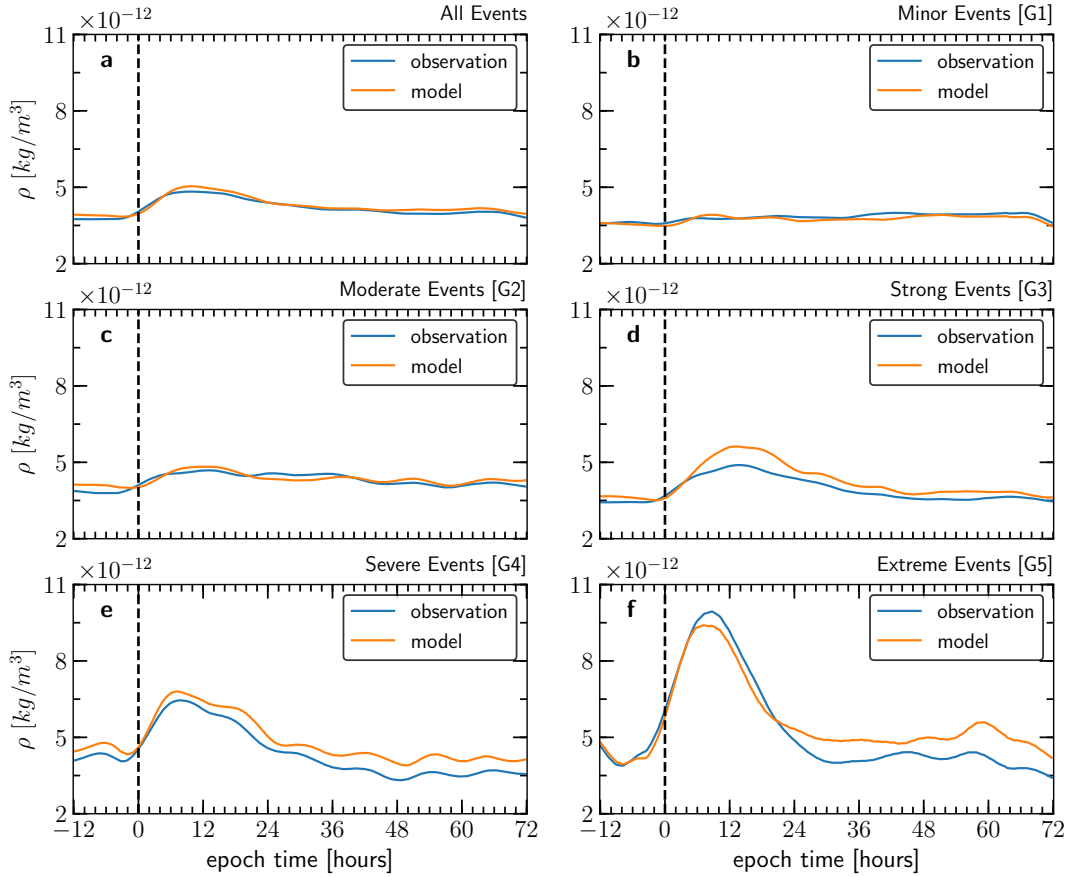 ×10⁻¹² All Events
11
a
observation
model
8
5
2
ρ [kg/m³]
×10⁻¹² Minor Events [G1]
11
b
observation
model
8
5
2
×10⁻¹² Moderate Events [G2]
11
c
observation
model
8
5
2
ρ [kg/m³]
×10⁻¹² Strong Events [G3]
11
d
observation
model
8
5
2
×10⁻¹² Severe Events [G4]
11
e
observation
model
8
5
2
ρ [kg/m³]
−12 0 12 24 36 48 60 72
epoch time [hours]
×10⁻¹² Extreme Events [G5]
11
f
observation
model
8
5
2
−12 0 12 24 36 48 60 72
epoch time [hours]